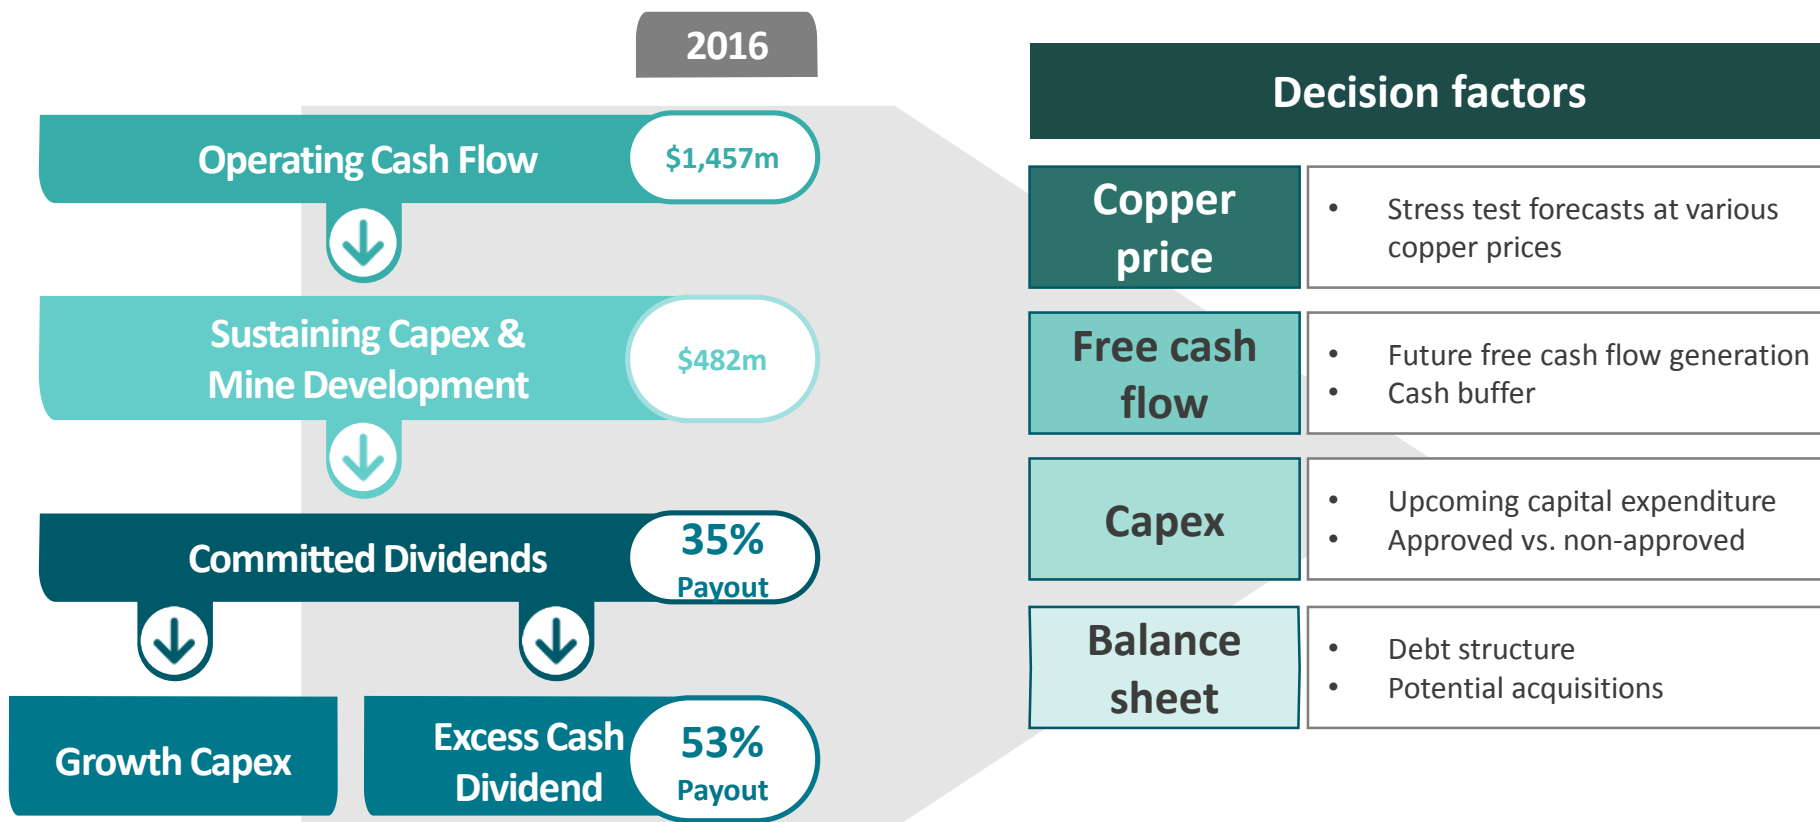 2016
Operating Cash Flow
$1,457m
Sustaining Capex &
Mine Development
$482m
Committed Dividends
35%
Payout
Growth Capex
Excess Cash
Dividend
53%
Payout
Decision factors
Copper
price
• Stress test forecasts at various
copper prices
Free cash
flow
• Future free cash flow generation
• Cash buffer
Capex
• Upcoming capital expenditure
• Approved vs. non-approved
Balance
sheet
• Debt structure
• Potential acquisitions